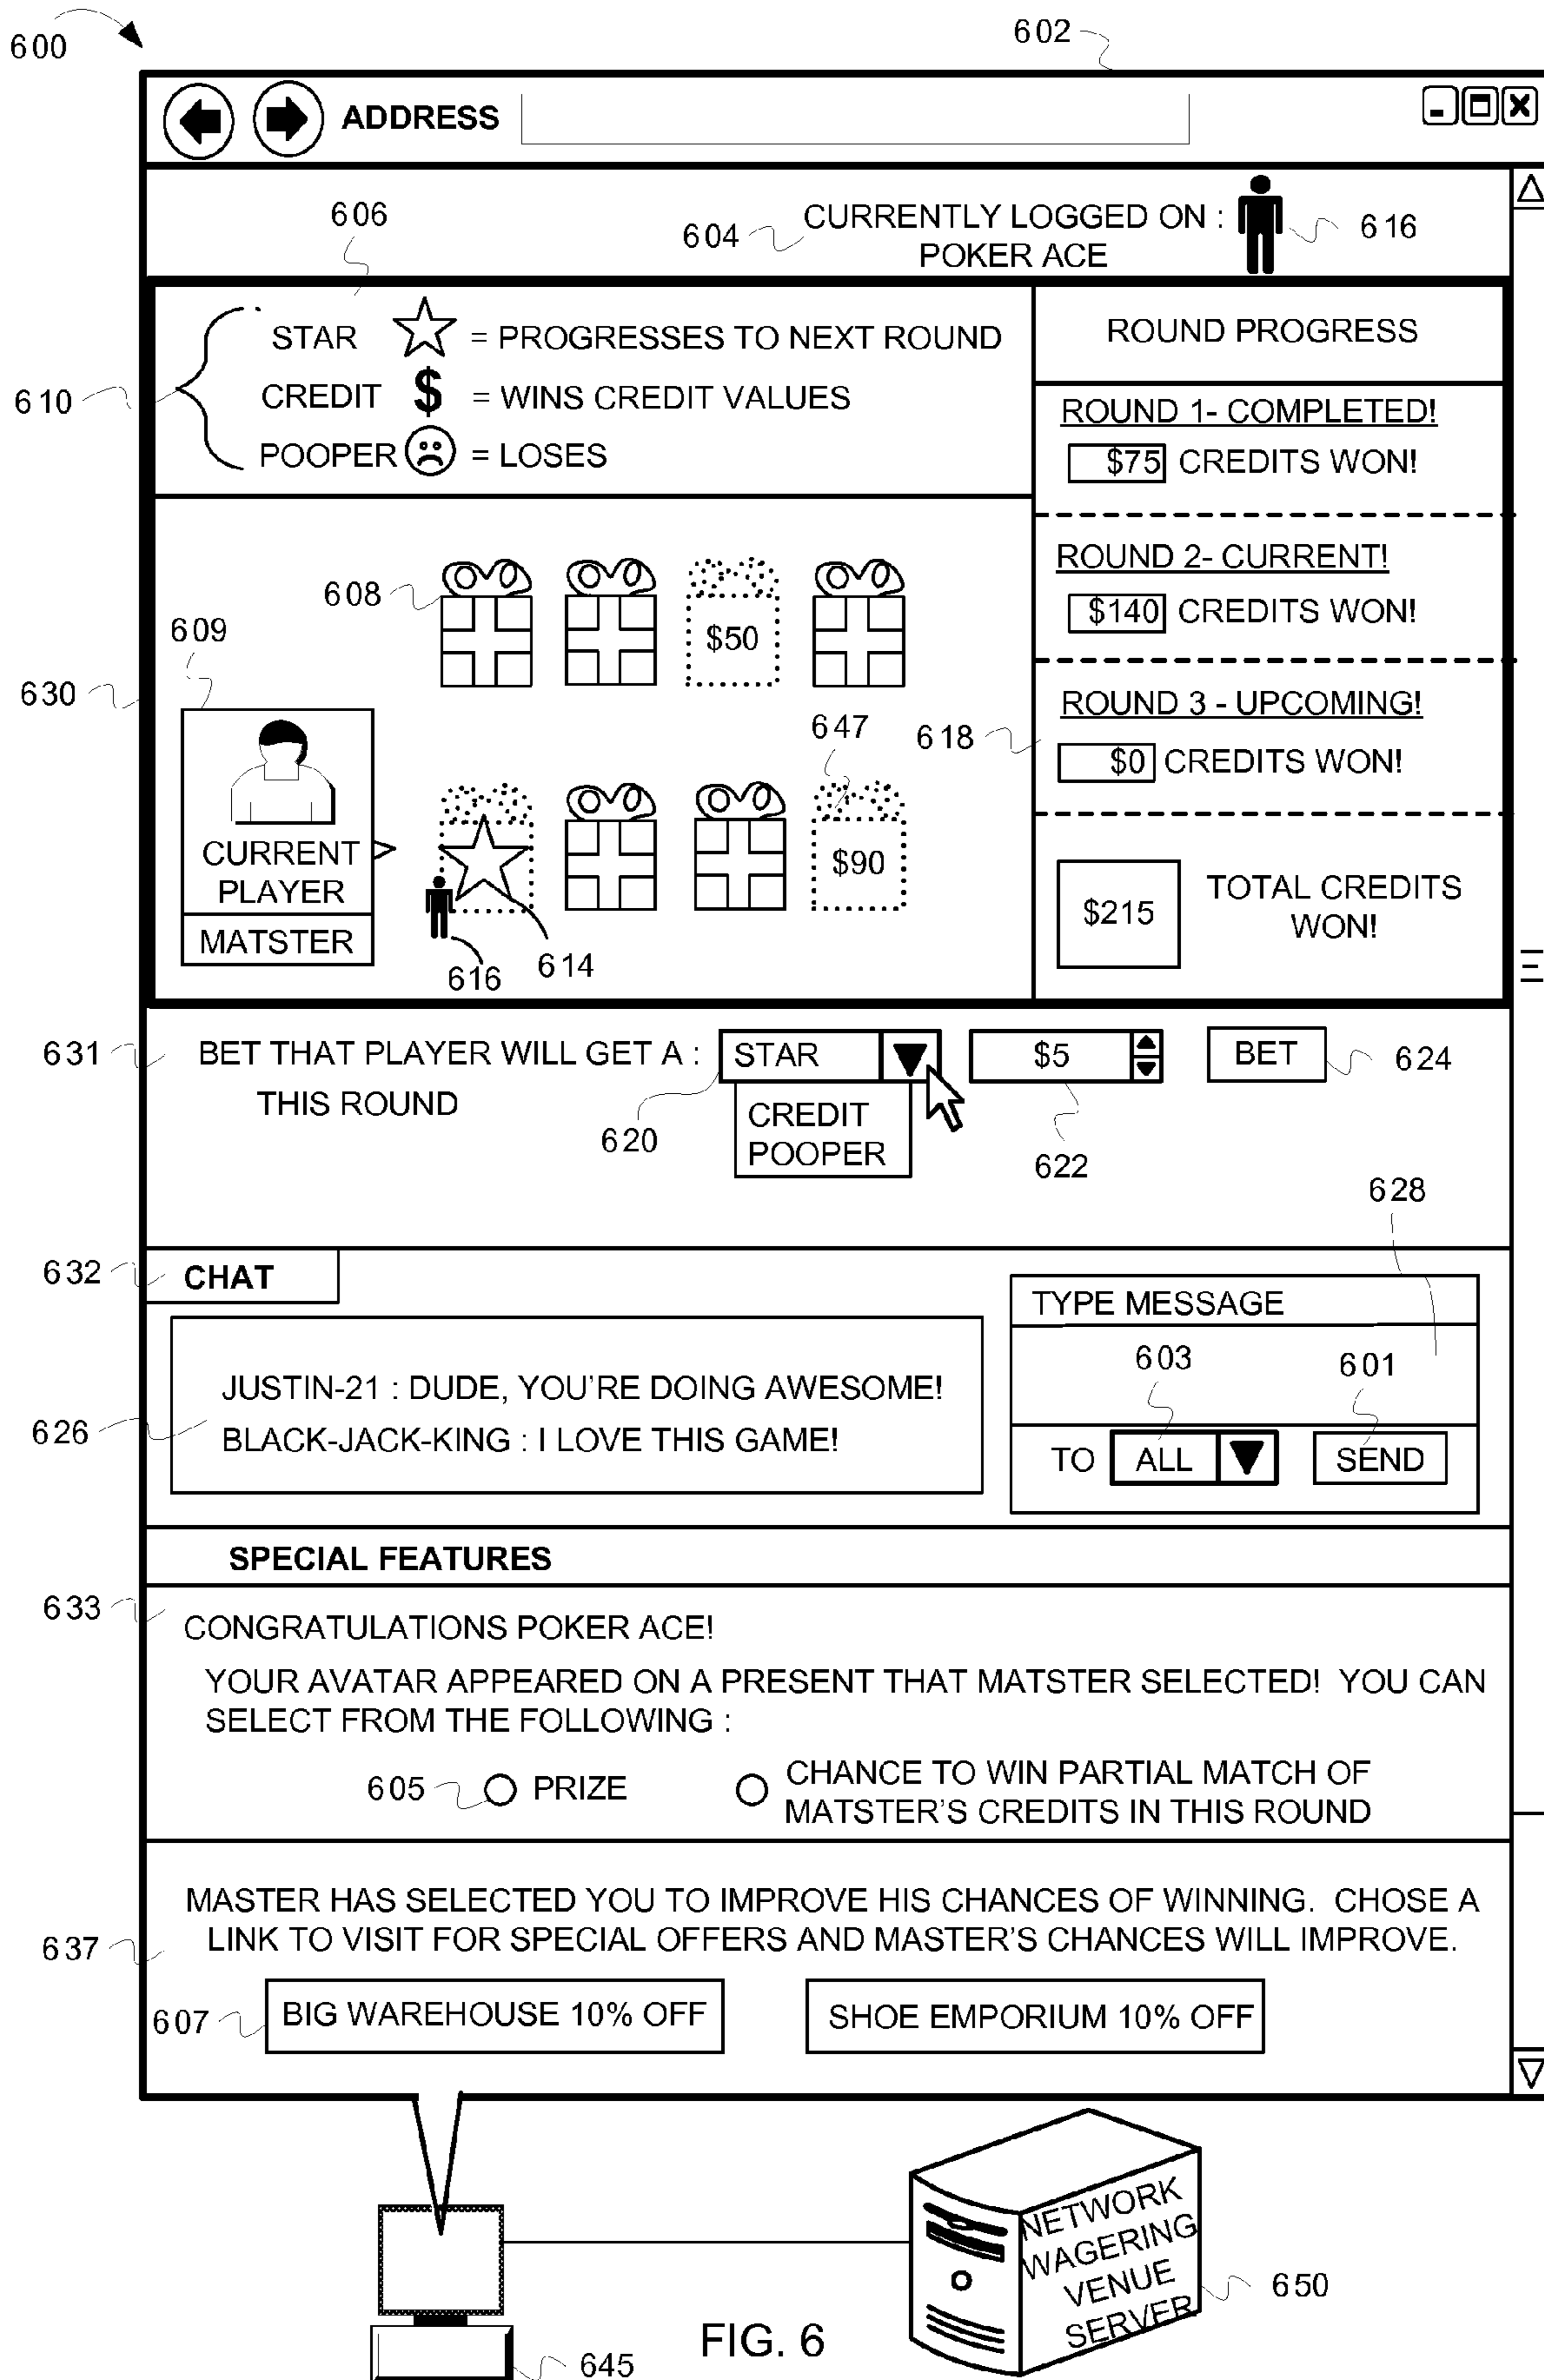 600
602
ADDRESS
606
604 CURRENTLY LOGGED ON : 616
POKER ACE
610
STAR = PROGRESSES TO NEXT ROUND
CREDIT $ = WINS CREDIT VALUES
POOPER = LOSES
ROUND PROGRESS
ROUND 1- COMPLETED!
$75 CREDITS WON!
ROUND 2- CURRENT!
$140 CREDITS WON!
ROUND 3 - UPCOMING!
$0 CREDITS WON!
$215 TOTAL CREDITS
WON!
608
$50
609
630
647
618
CURRENT
PLAYER
MATSTER
$90
616
614
631 BET THAT PLAYER WILL GET A : STAR $5 BET 624
THIS ROUND
CREDIT
POOPER
620
622
628
632 CHAT
TYPE MESSAGE
603
601
JUSTIN-21 : DUDE, YOU'RE DOING AWESOME!
626 BLACK-JACK-KING : I LOVE THIS GAME!
TO ALL SEND
SPECIAL FEATURES
633
CONGRATULATIONS POKER ACE!
YOUR AVATAR APPEARED ON A PRESENT THAT MATSTER SELECTED! YOU CAN
SELECT FROM THE FOLLOWING :
605 PRIZE
CHANCE TO WIN PARTIAL MATCH OF
MATSTER'S CREDITS IN THIS ROUND
MASTER HAS SELECTED YOU TO IMPROVE HIS CHANCES OF WINNING. CHOSE A
637 LINK TO VISIT FOR SPECIAL OFFERS AND MASTER'S CHANCES WILL IMPROVE.
607 BIG WAREHOUSE 10% OFF SHOE EMPORIUM 10% OFF
NETWORK
WAGERING
VENUE
SERVER
650
FIG. 6
645